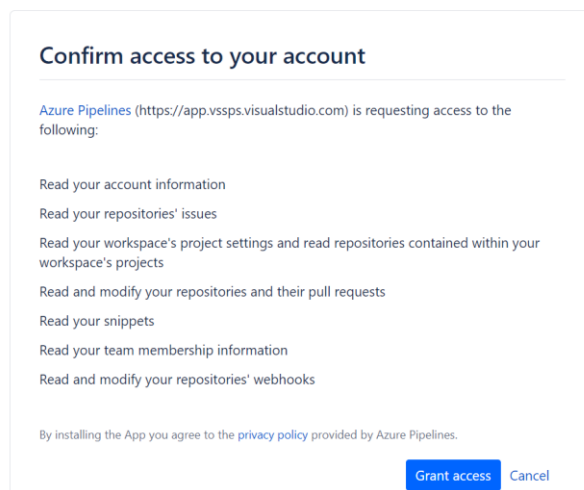 Confirm access to your account
Azure Pipelines (https://app.vssps.visualstudio.com) is requesting access to the
following:
Read your account information
Read your repositories' issues
Read your workspace's project settings and read repositories contained within your
workspace's projects
Read and modify your repositories and their pull requests
Read your snippets
Read your team membership information
Read and modify your repositories' webhooks
By installing the App you agree to the privacy policy provided by Azure Pipelines.
Grant access Cancel